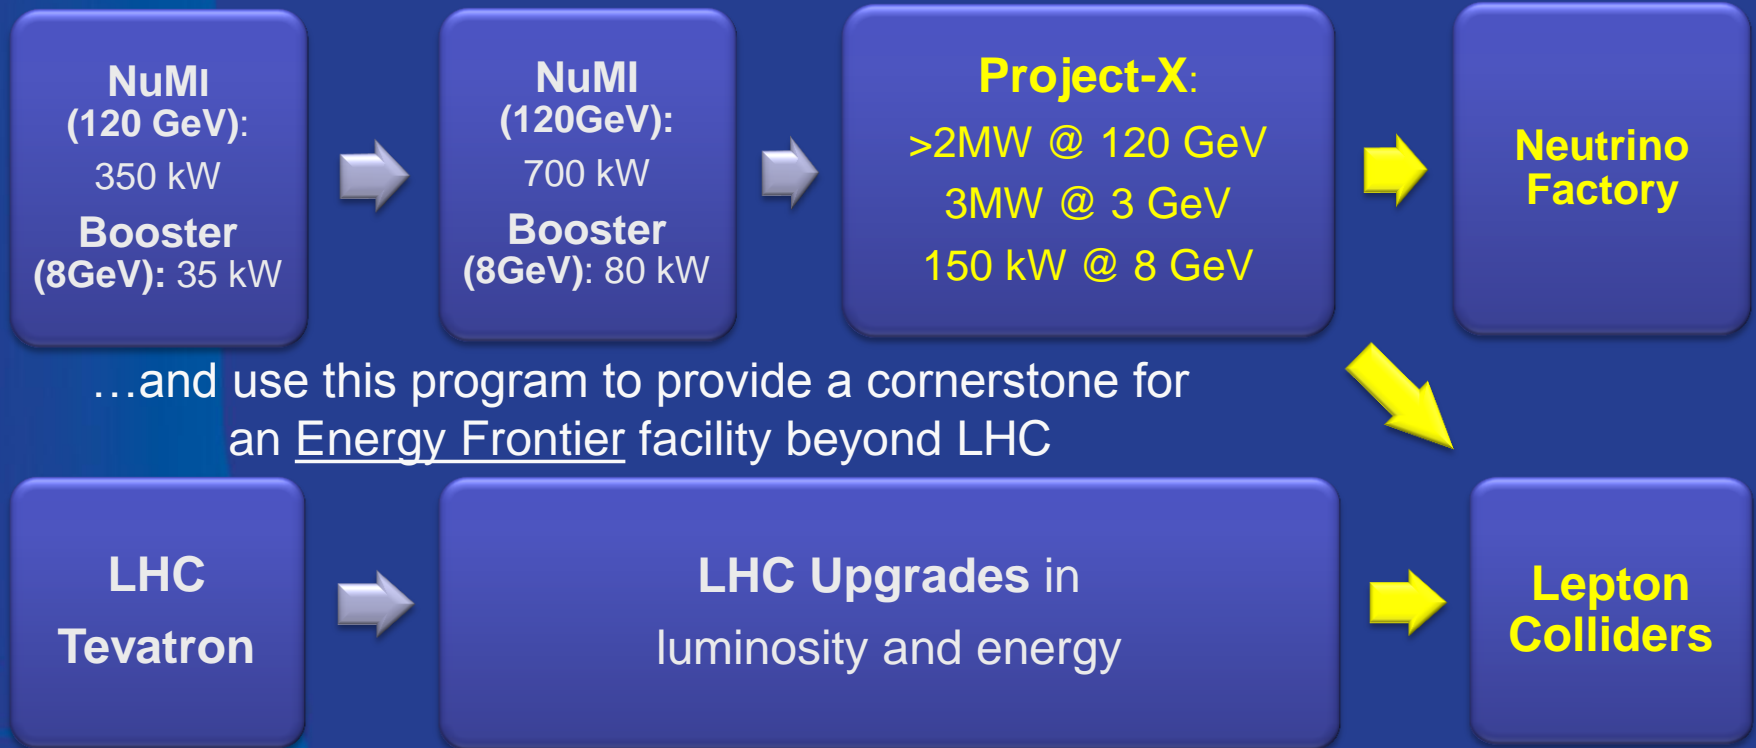 NuMI
(120 GeV):
350 kW
Booster
(8GeV): 35 kW
NuMI
(120GeV):
700 kW
Booster
(8GeV): 80 kW
Project-X:
>2MW @ 120 GeV
3MW @ 3 GeV
150 kW @ 8 GeV
Neutrino
Factory
…and use this program to provide a cornerstone for
an Energy Frontier facility beyond LHC
LHC
Tevatron
LHC Upgrades in
luminosity and energy
Lepton
Colliders